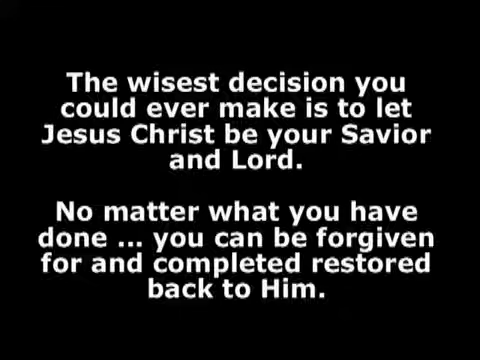 The wisest decision you
could ever make is to let
Jesus Christ be your Savior
and Lord.
No matter what you have
done ... you can be forgiven
for and completed restored
back to Him.